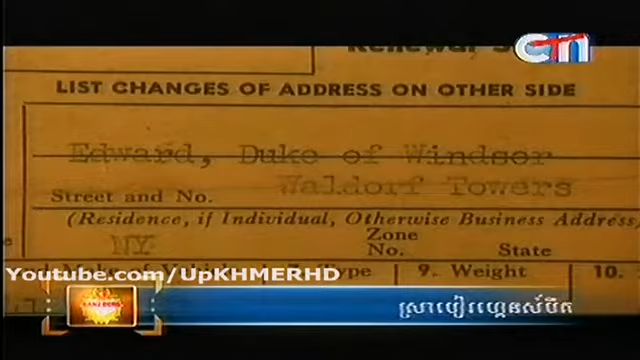 CTN
LIST CHANGES OF ADDRESS ON OTHER SIDE
Edward, Duke of Windsor
Waldorf Towers
Street and No.
(Residence, if Individual, Otherwise Business Address,
NY
Zone
No.
State
Youtube.com/UpKHMERHD
Type
9. Weight
10.
ស្រាបៀរហ្គេនស៍បឺត